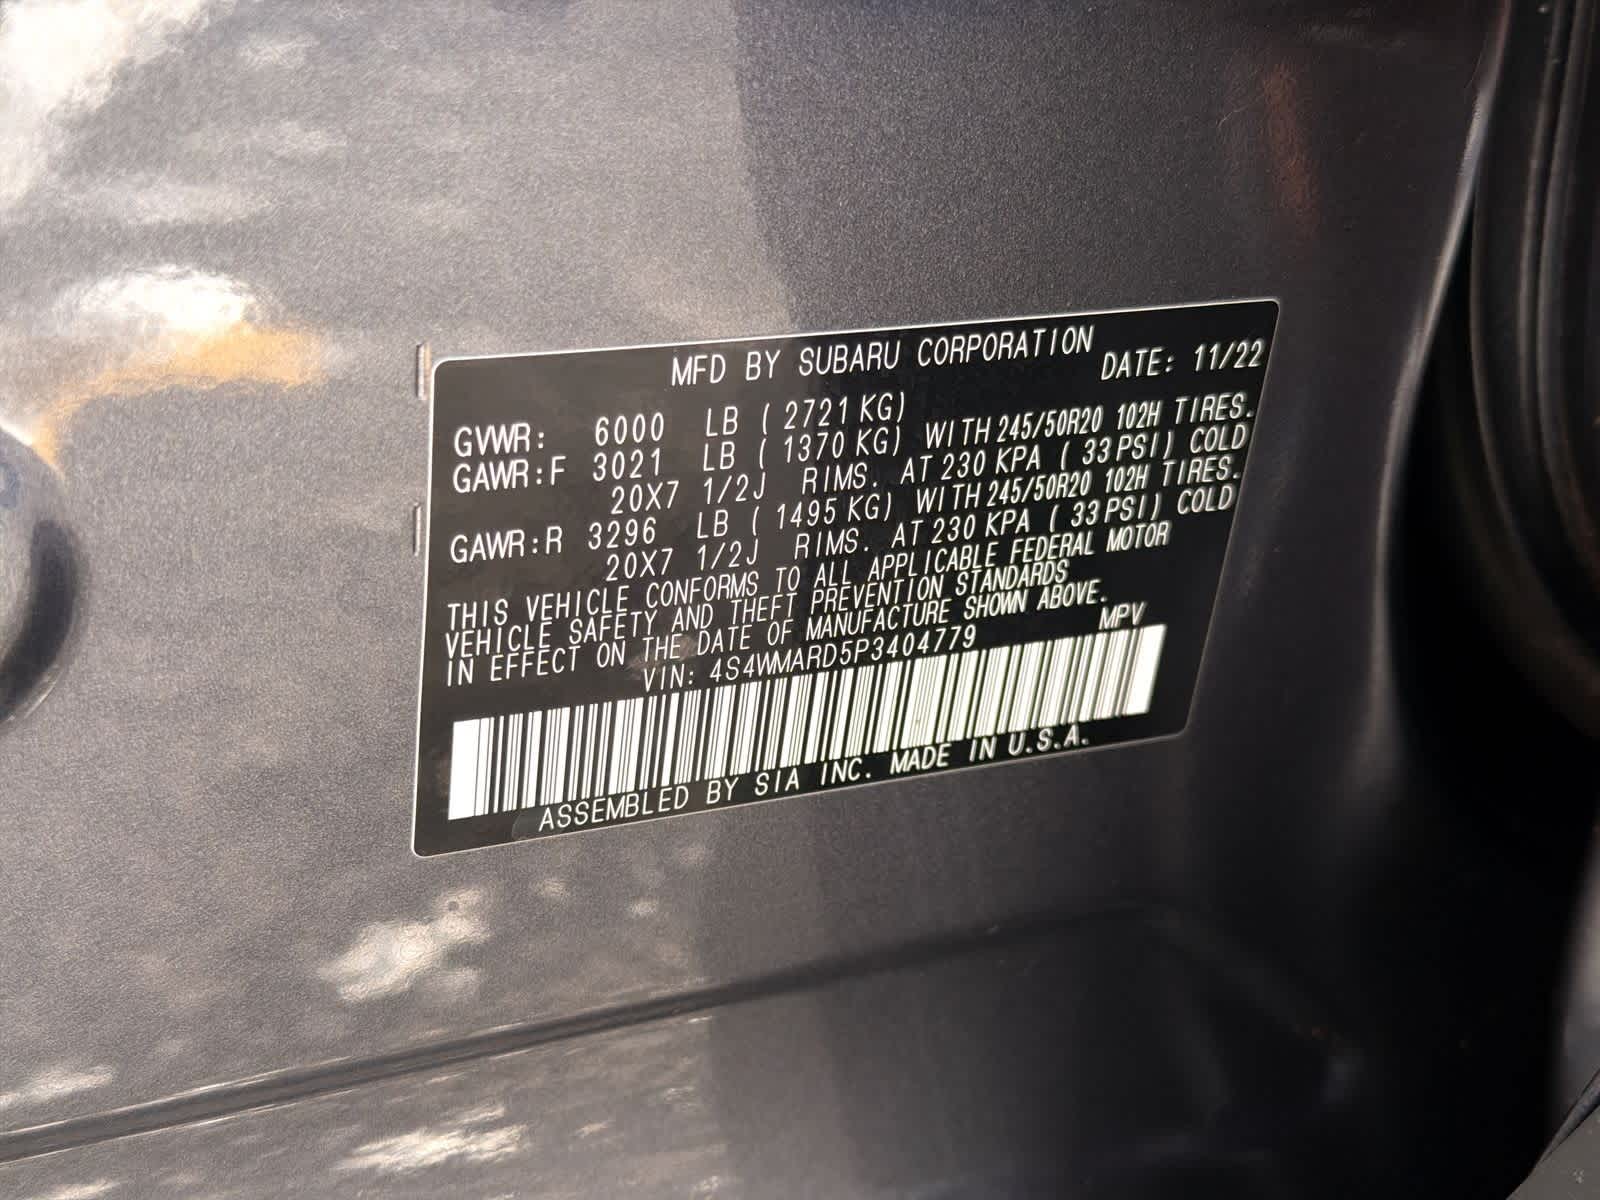 MFD BY SUBARU CORPORATION DATE: 11/22
GVWR: 6000 LB ( 2721 KG)
GAWR:F 3021 LB ( 1370 KG) WITH 245/50R20 102H TIRES.
20X7 1/2J RIMS. AT 230 KPA ( 33 PSI) COLD
GAWR:R 3296 LB ( 1495 KG) WITH 245/50R20 102H TIRES.
20X7 1/2J RIMS. AT 230 KPA ( 33 PSI) COLD
THIS VEHICLE CONFORMS TO ALL APPLICABLE FEDERAL MOTOR
VEHICLE SAFETY AND THEFT PREVENTION STANDARDS
IN EFFECT ON THE DATE OF MANUFACTURE SHOWN ABOVE.
VIN: 4S4WMARD5P3404779 MPV
ASSEMBLED BY SIA INC. MADE IN U.S.A.